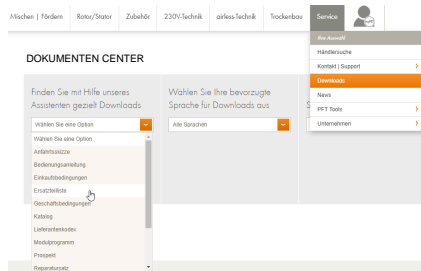 Mischen | Fördern Rotor/Stator Zubehör 230V-Technik airless-Technik Trockenbau Service
Ihre Auswahl
Händlersuche
Kontakt | Support
Downloads
News
PFT Tools
Unternehmen
DOKUMENTEN CENTER
Finden Sie mit Hilfe unseres
Assistenten gezielt Downloads
Wählen Sie eine Option
Wählen Sie eine Option
Anfahrtsskizze
Bedienungsanleitung
Einkaufsbedingungen
Ersatzteilliste
Geschäftsbedingungen
Katalog
Lieferantenkodex
Modulprogramm
Prospekt
Reparatursatz
Wählen Sie Ihre bevorzugte
Sprache für Downloads aus
Alle Sprachen
S